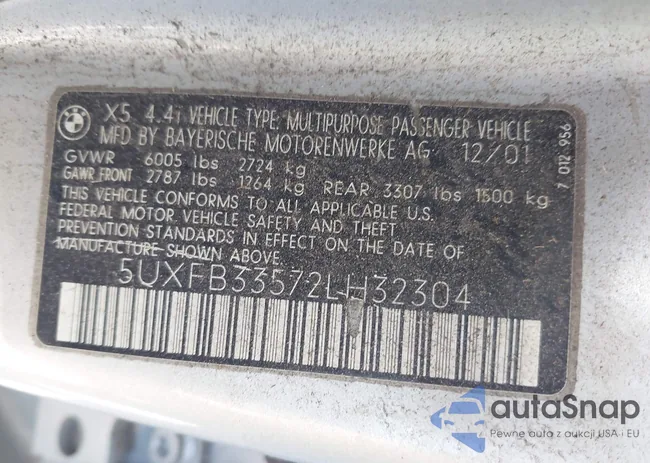 X5 4.4i VEHICLE TYPE: MULTIPURPOSE PASSENGER VEHICLE
MFD BY BAYERISCHE MOTORENWERKE AG 12/01
GVWR 6005 lbs 2724 kg
GAWR FRONT 2787 lbs 1264 kg REAR 3307 lbs 1500 kg
THIS VEHICLE CONFORMS TO ALL APPLICABLE U.S.
FEDERAL MOTOR VEHICLE SAFETY AND THEFT
PREVENTION STANDARDS IN EFFECT ON THE DATE OF
MANUFACTURE SHOWN ABOVE.
5UXFB33572LH32304
7 012 956
autoSnap
Pewne auta z aukcji USA i EU